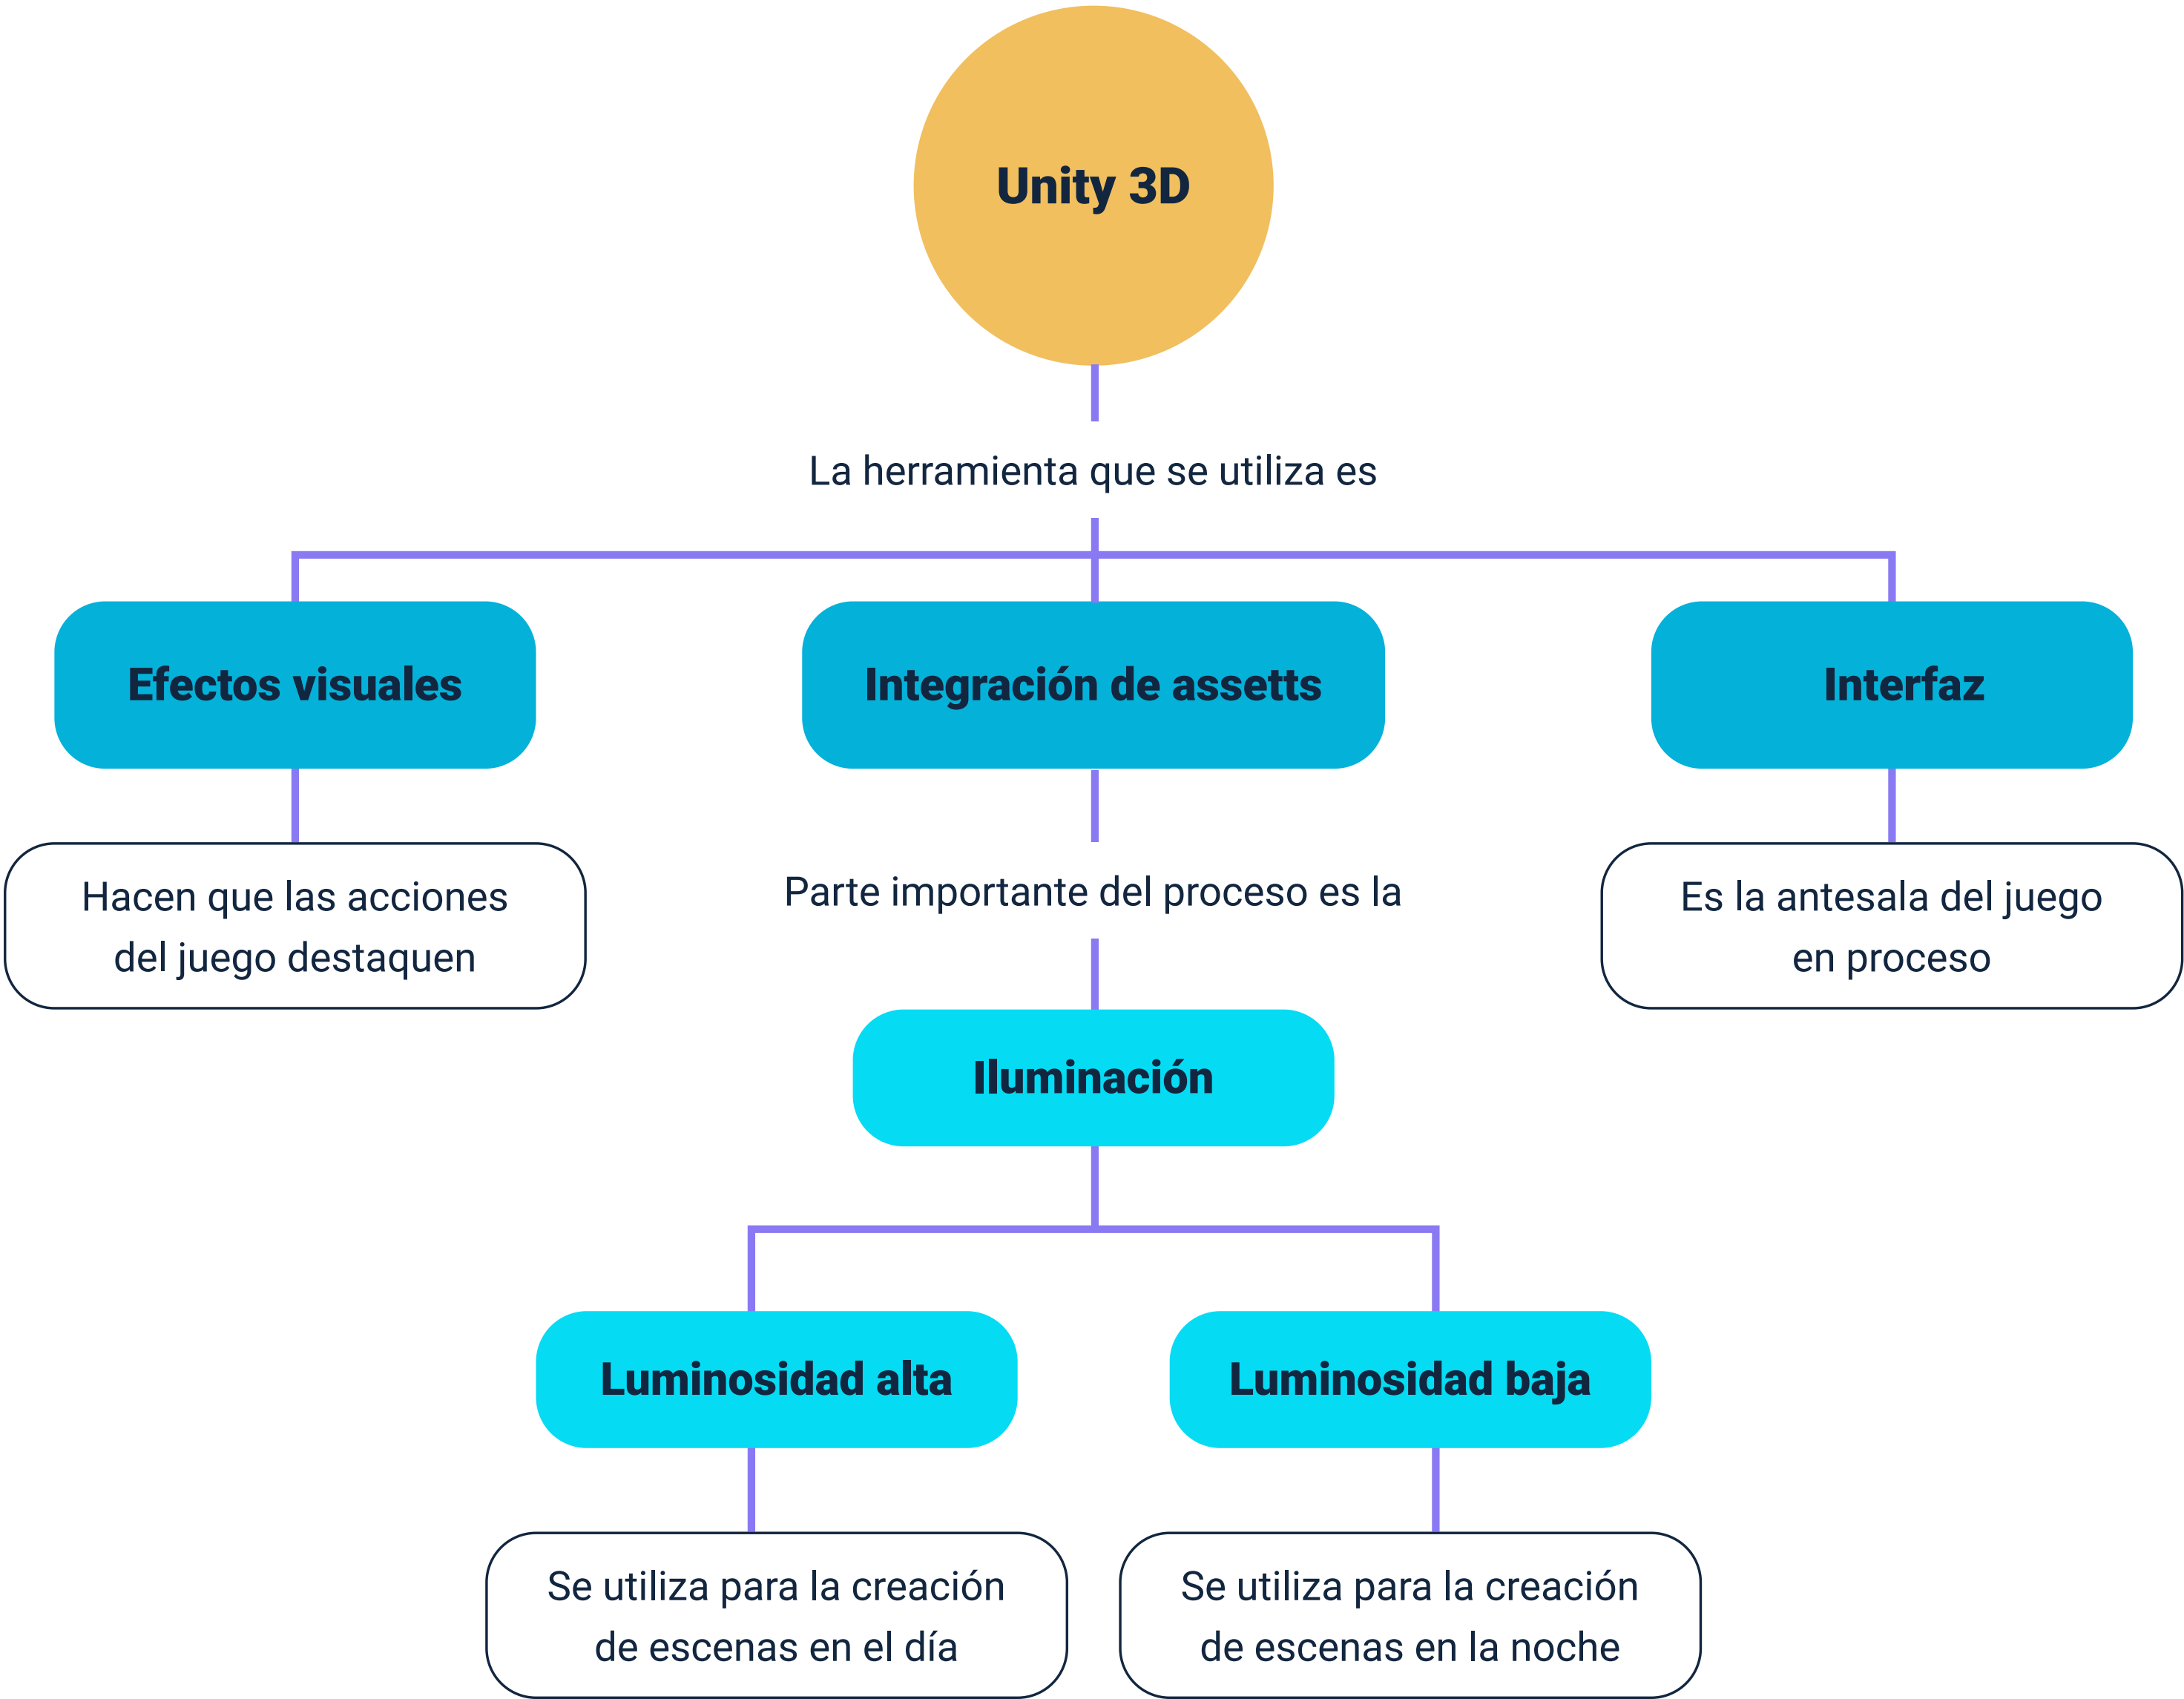 Unity 3D
La herramienta que se utiliza es
Efectos visuales
Integración de assets
Interfaz
Hacen que las acciones
del juego destaquen
Parte importante del proceso es la
Es la antesala del juego
en proceso
Iluminación
Luminosidad alta
Luminosidad baja
Se utiliza para la creación
de escenas en el día
Se utiliza para la creación
de escenas en la noche